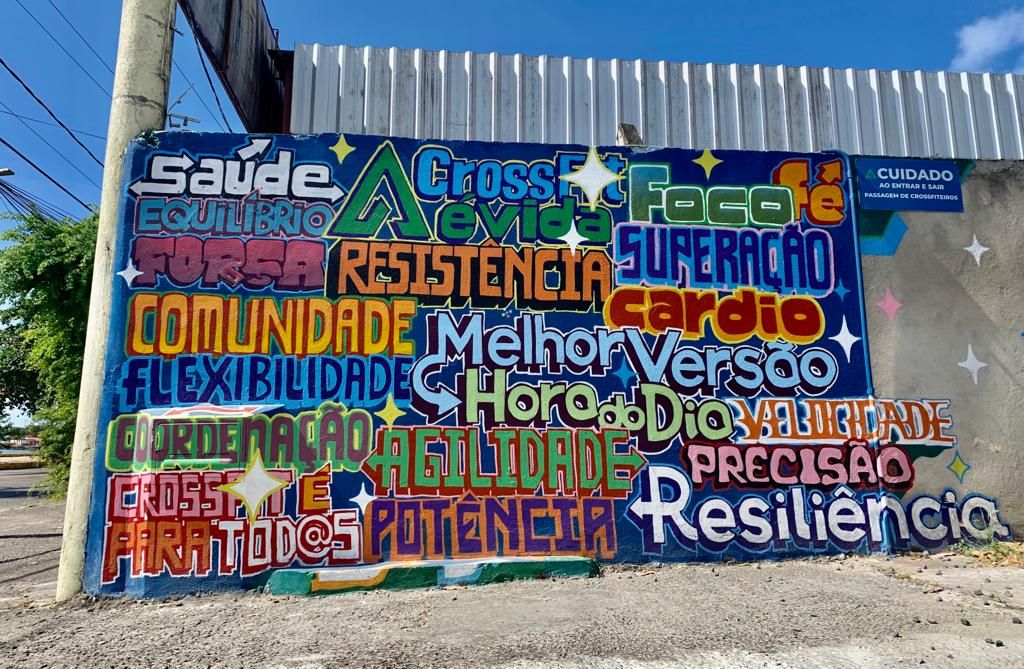 saúde
EQUILÍBRIO
FORÇA
CrossFit
évida
Foco
fé
RESISTÊNCIA
SUPERAÇÃO
COMUNIDADE
cardio
FLEXIBILIDADE
Melhor Versão
Hora do Dia
VELOCIDADE
COORDENAÇÃO
AGILIDADE
PRECISÃO
CROSSFIT É
PARA TOD@S
POTÊNCIA
Resiliência
CUIDADO
AO ENTRAR E SAIR
PASSAGEM DE CROSSFITEIROS